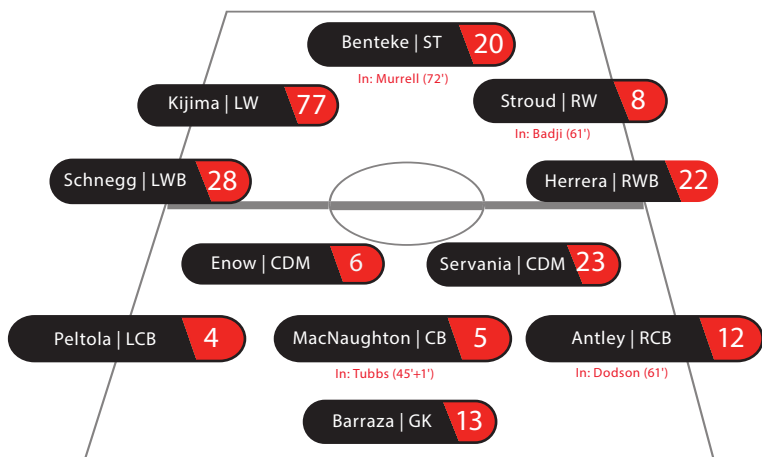 Benteke | ST 20
In: Murrell (72')
Kijima | LW 77
Stroud | RW 8
In: Badji (61')
Schnegg | LWB 28
Herrera | RWB 22
Enow | CDM 6
Servania | CDM 23
Peltola | LCB 4
MacNaughton | CB 5
Antley | RCB 12
In: Tubbs (45'+1')
In: Dodson (61')
Barraza | GK 13